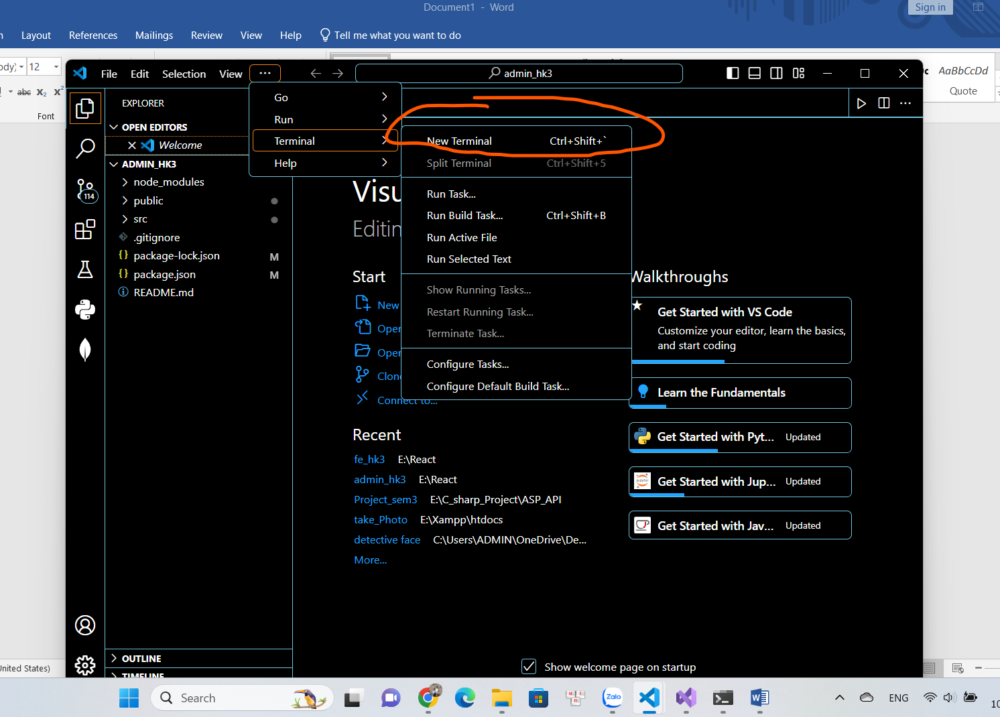 Document1 - Word
Sign in
Layout References Mailings Review View Help Tell me what you want to do
12
abc X₂ X²
Font
AaBbCcDd
Quote
File Edit Selection View ...
admin_hk3
EXPLORER
OPEN EDITORS
Welcome
ADMIN_HK3
node_modules
public
src
.gitignore
{} package-lock.json M
{} package.json M
README.md
114
OUTLINE
TIMELINE
Go
Run
Terminal
Help
New Terminal Ctrl+Shift+`
Split Terminal Ctrl+Shift+5
Run Task...
Run Build Task... Ctrl+Shift+B
Run Active File
Run Selected Text
Show Running Tasks...
Restart Running Task...
Terminate Task...
Configure Tasks...
Configure Default Build Task...
Visu
Editin
Start
New
Open
Open
Clone
Connect to...
Recent
fe_hk3 E:\React
admin_hk3 E:\React
Project_sem3 E:\C_sharp_Project\ASP_API
take_Photo E:\Xampp\htdocs
detective face C:\Users\ADMIN\OneDrive\De...
More...
Walkthroughs
Get Started with VS Code
Customize your editor, learn the basics,
and start coding
Learn the Fundamentals
Get Started with Pyt... Updated
Get Started with Jup... Updated
Get Started with Jav... Updated
Show welcome page on startup
United States)
Search
Zalo
ENG
10